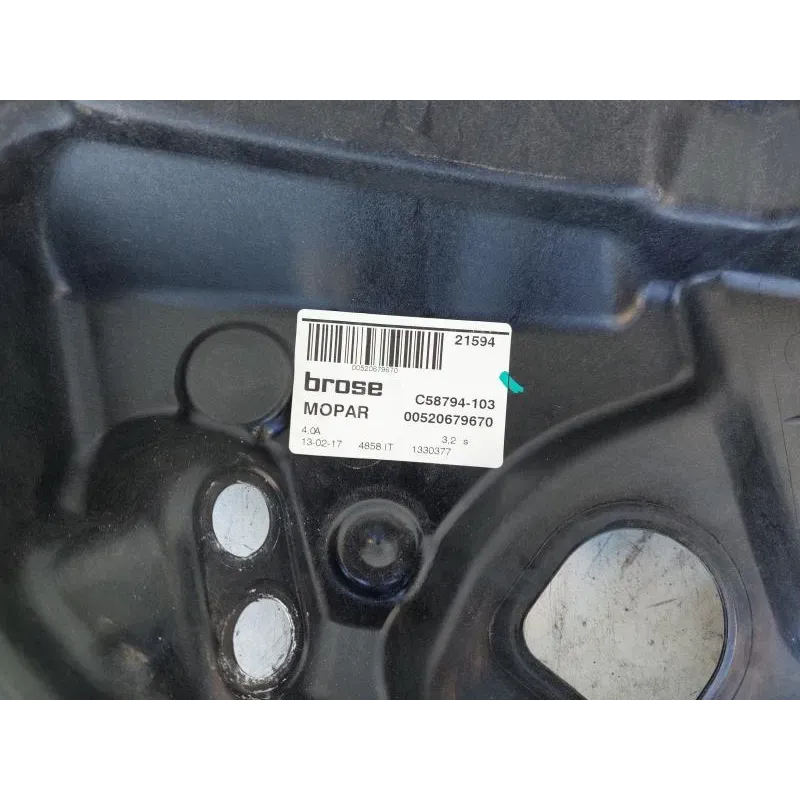 21594
00520679670
brose C58794-103
MOPAR 00520679670
4.0A 3,2 s
13-02-17 4858 IT 1330377